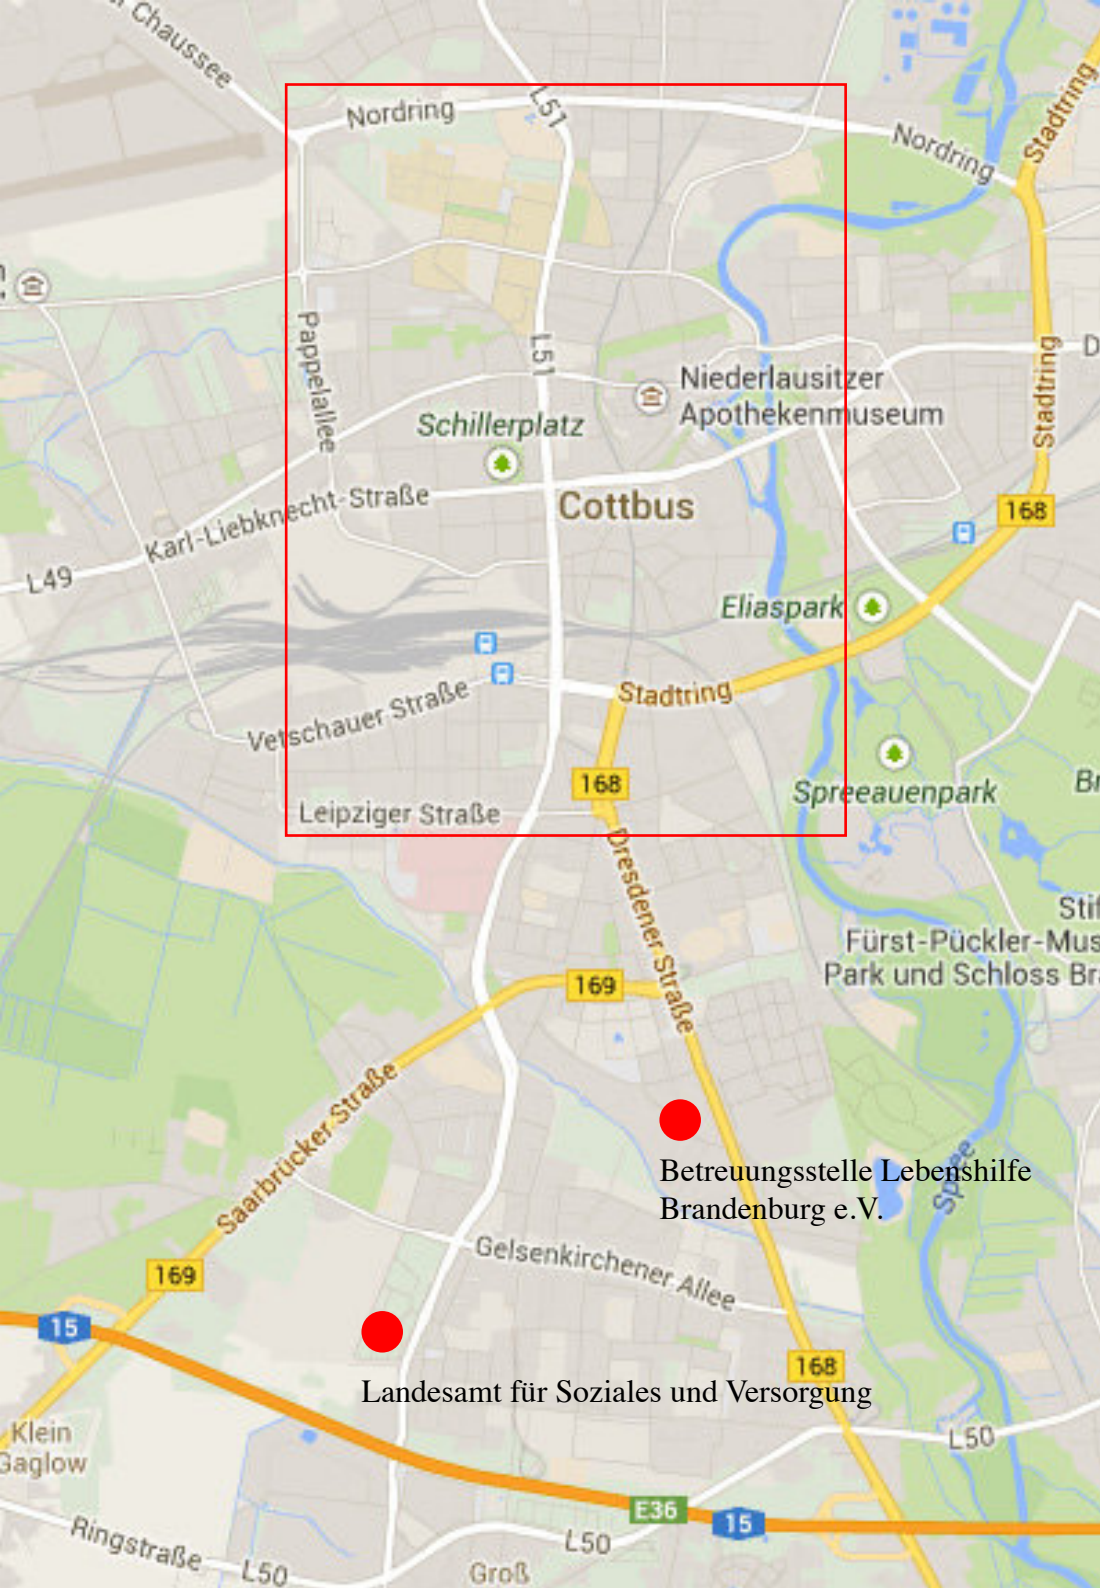 Chaussee
Nordring
L51
Nordring
Stadtring
Pappelallee
L51
Stadtring
D
Niederlausitzer
Apothekenmuseum
Schillerplatz
Karl-Liebknecht-Straße
Cottbus
168
L49
Eliaspark
Stadtring
Vetschauer Straße
168
Spreeauenpark
Br
Leipziger Straße
Dresdener Straße
Stif
Fürst-Pückler-Mus
Park und Schloss Bra
169
Saarbrücker Straße
Spree
Betreuungsstelle Lebenshilfe
Brandenburg e.V.
Gelsenkirchener Allee
169
15
168
Landesamt für Soziales und Versorgung
Klein
Gaglow
L50
E36
15
Ringstraße
L50
L50
Groß